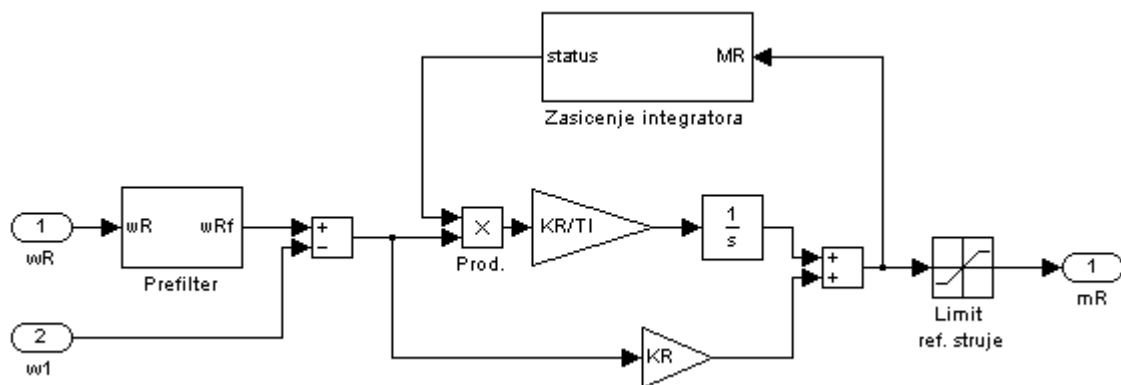 status
MR
Zasicenje integratora
1
wR
wR
wRf
Prefilter
+
−
×
Prod.
KR/TI
1
s
+
+
KR
Limit
ref. struje
1
mR
2
w1